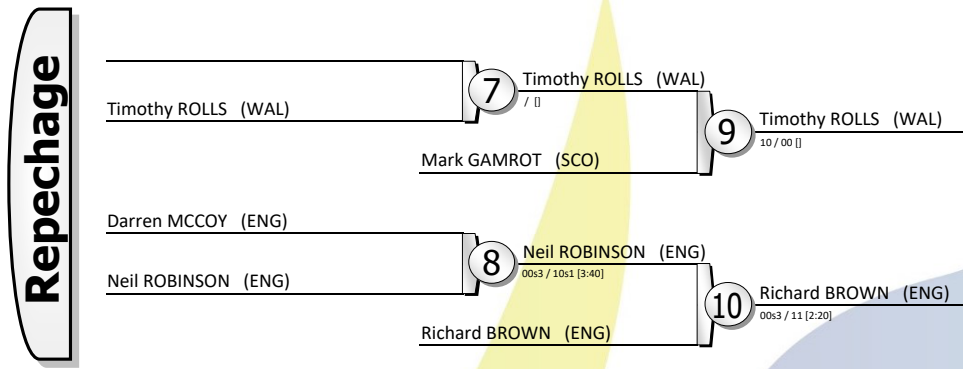 Repechage
7
Timothy ROLLS (WAL)
/ []
Timothy ROLLS (WAL)
9
Timothy ROLLS (WAL)
10 / 00 []
Mark GAMROT (SCO)
Darren MCCOY (ENG)
8
Neil ROBINSON (ENG)
00s3 / 10s1 [3:40]
Neil ROBINSON (ENG)
10
Richard BROWN (ENG)
00s3 / 11 [2:20]
Richard BROWN (ENG)